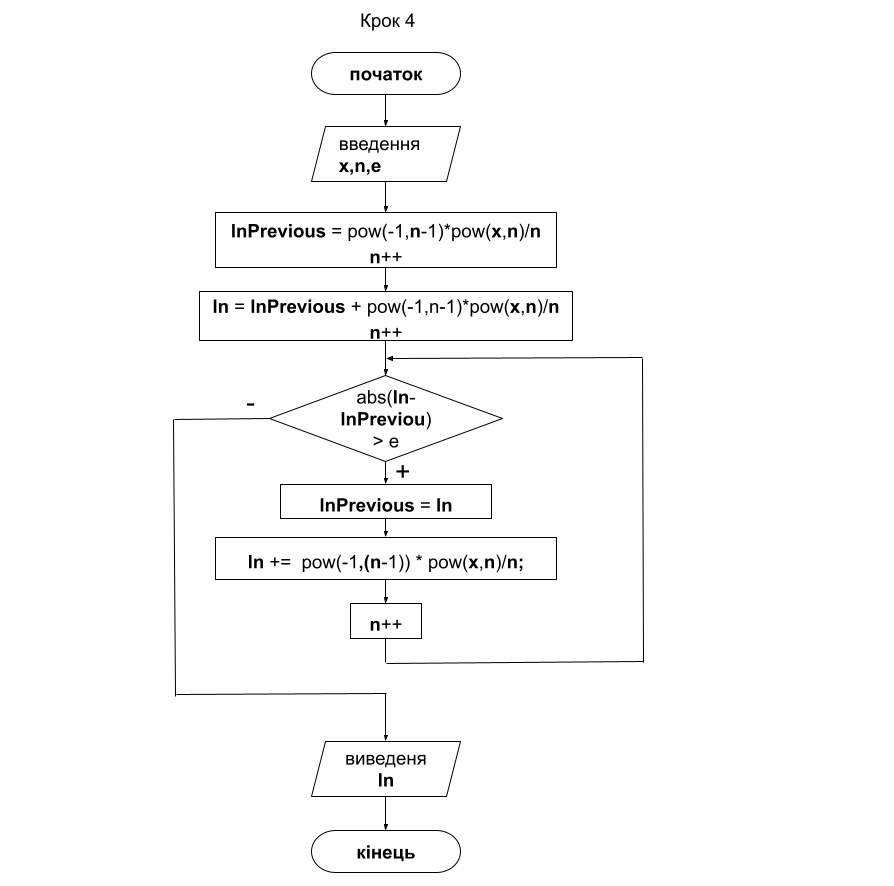 Крок 4
початок
введення
x,n,e
lnPrevious = pow(-1,n-1)*pow(x,n)/n
n++
ln = lnPrevious + pow(-1,n-1)*pow(x,n)/n
n++
abs(ln-
lnPreviou)
> e
-
+
lnPrevious = ln
ln += pow(-1,(n-1)) * pow(x,n)/n;
n++
виведеня
ln
кінець